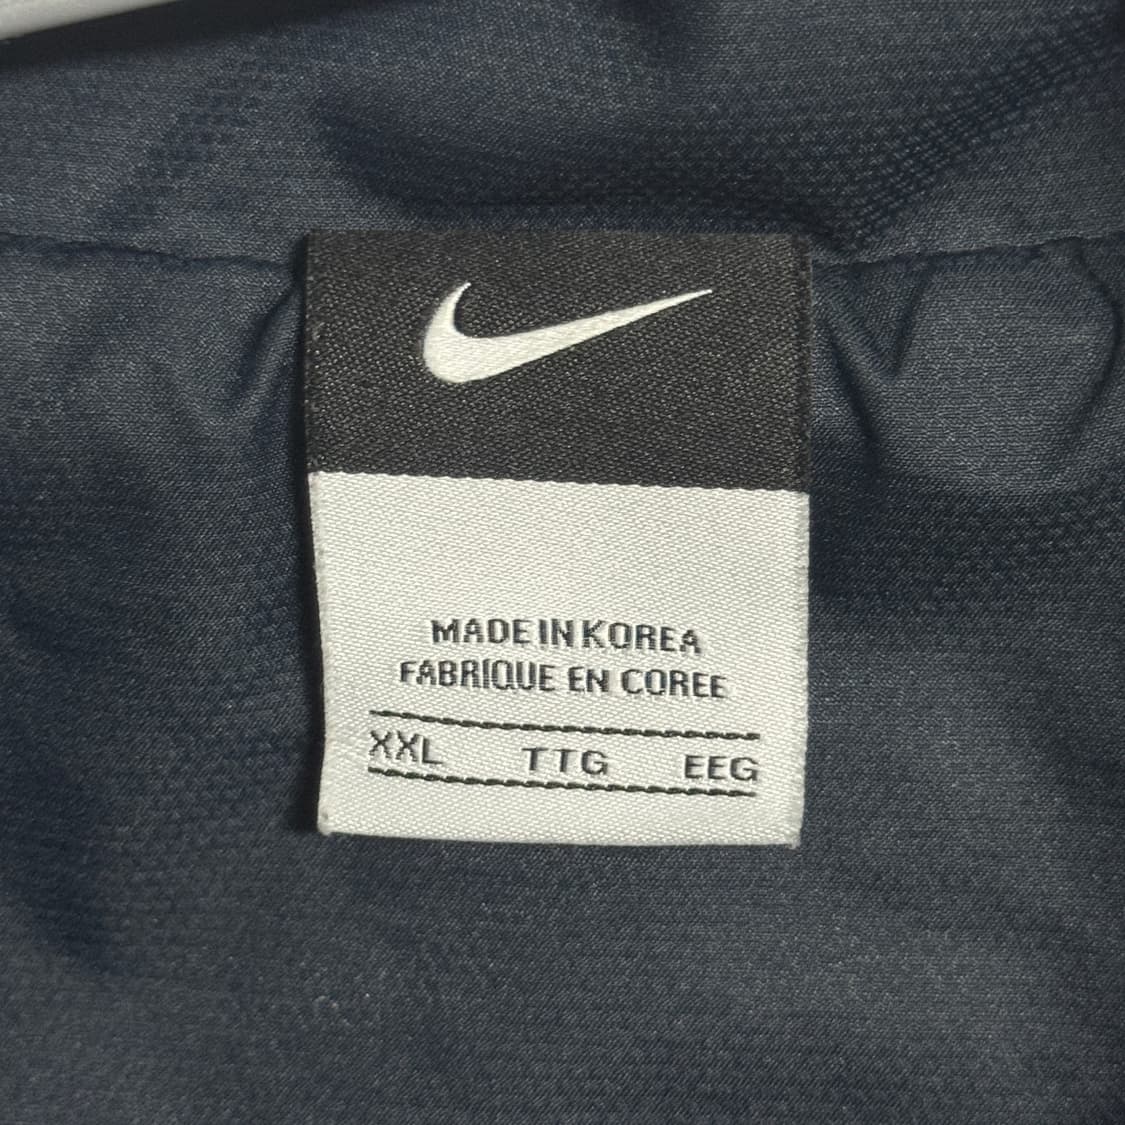 MADE IN KOREA
FABRIQUE EN COREE
XXL TTG EEG